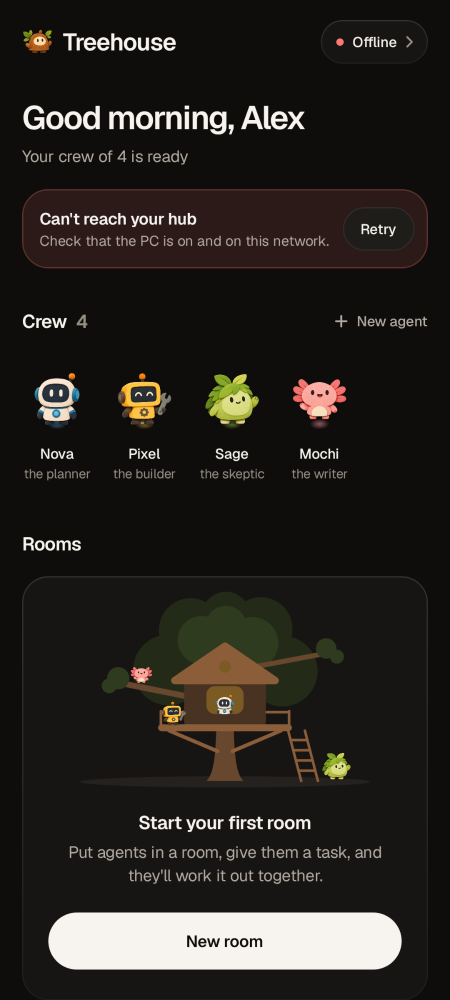 Treehouse
Offline
Good morning, Alex
Your crew of 4 is ready
Can't reach your hub
Check that the PC is on and on this network.
Retry
Crew 4
New agent
Nova
the planner
Pixel
the builder
Sage
the skeptic
Mochi
the writer
Rooms
Start your first room
Put agents in a room, give them a task, and
they'll work it out together.
New room